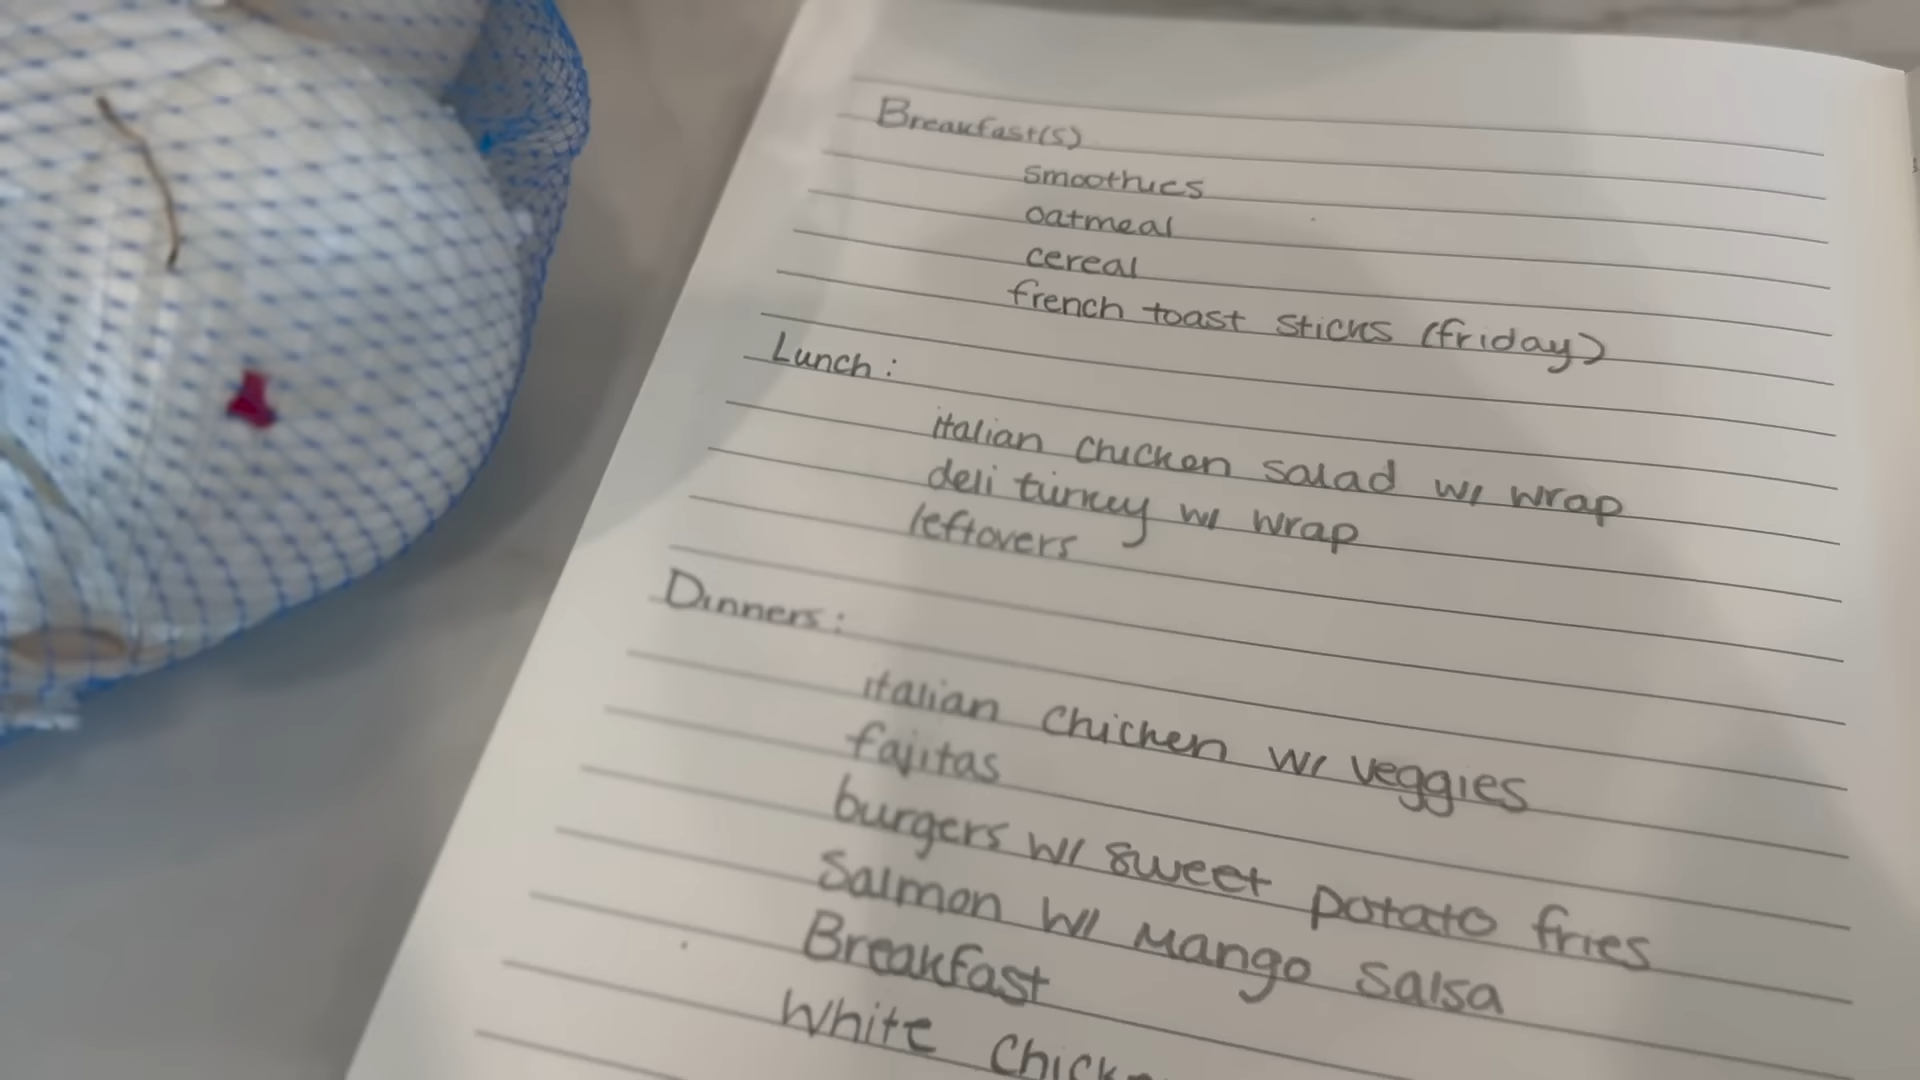 Breakfast(s)
smoothies
oatmeal
cereal
french toast sticks (friday)
Lunch:
italian chicken salad w/ wrap
deli turkey w/ wrap
leftovers
Dinners:
italian chicken w/ veggies
fajitas
burgers w/ sweet potato fries
Salmon w/ Mango Salsa
Breakfast
White